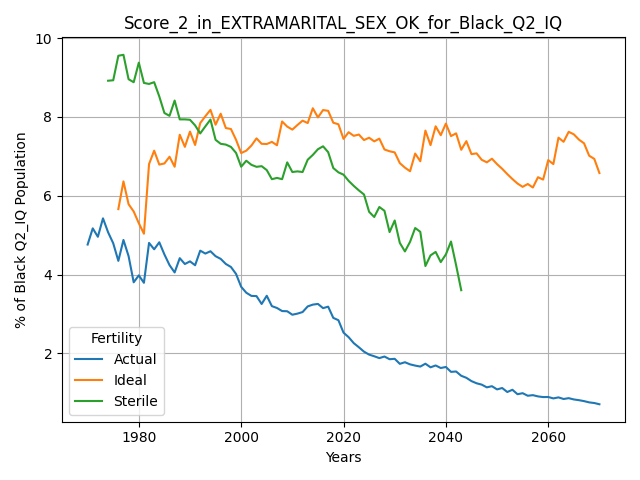 Score_2_in_EXTRAMARITAL_SEX_OK_for_Black_Q2_IQ
% of Black Q2_IQ Population
10
8
6
4
2
Fertility
Actual
Ideal
Sterile
1980
2000
2020
2040
2060
Years